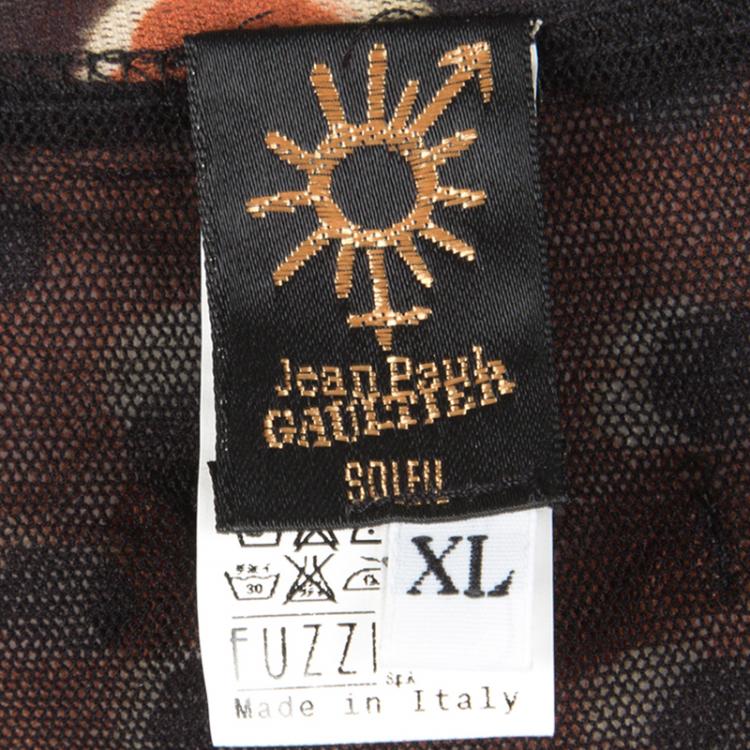 Jean Paul
GAULTIER
SOLEIL
XL
30
FUZZI
SpA
Made in Italy